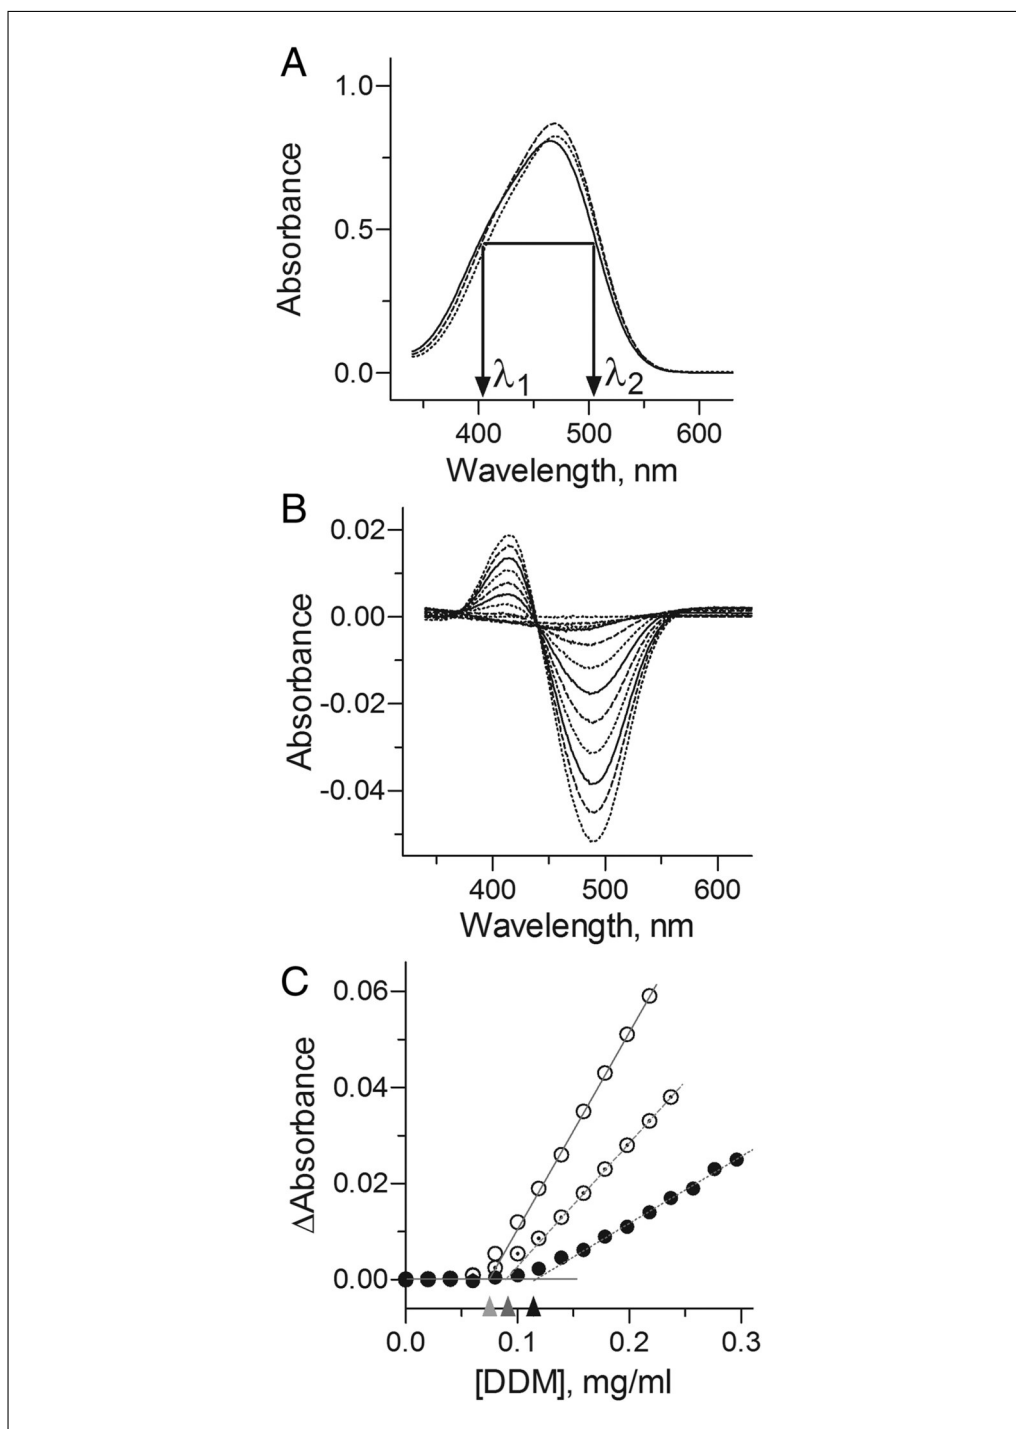 A
1.0
0.5
0.0
Absorbance
λ1
λ2
400 500 600
Wavelength, nm
B
0.02
0.00
-0.02
-0.04
Absorbance
400 500 600
Wavelength, nm
C
0.06
0.04
0.02
0.00
ΔAbsorbance
0.0 0.1 0.2 0.3
[DDM], mg/ml